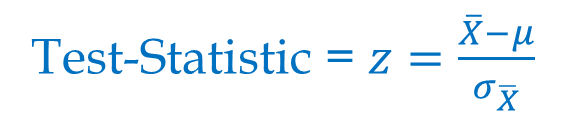 Test-Statistic = z = (X̄−μ)/σ_X̄